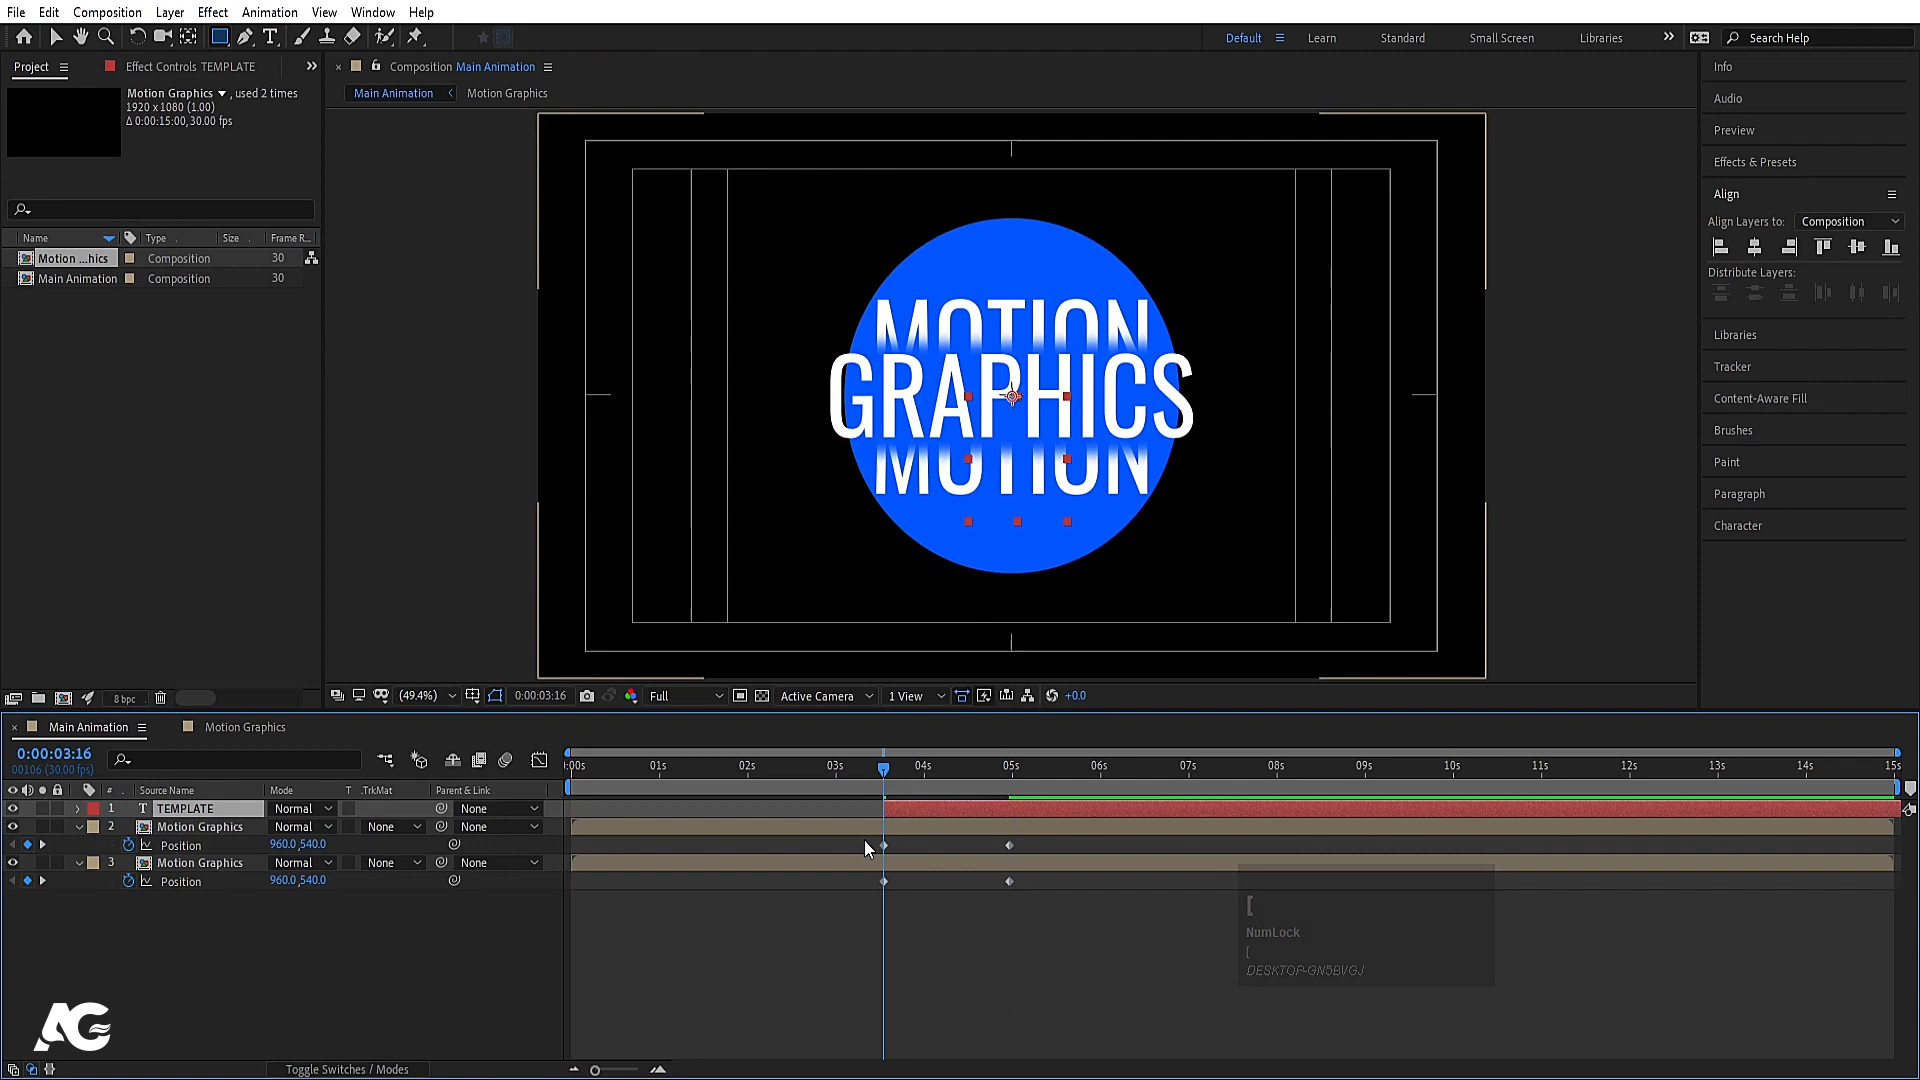 File Edit Composition Layer Effect Animation View Window Help
Default Learn Standard Small Screen Libraries Search Help
Project Effect Controls TEMPLATE
Motion Graphics , used 2 times
1920 x 1080 (1.00)
Δ 0:00:15:00,30.00 fps
Name Type Size Frame R...
Motion ...hics Composition 30
Main Animation Composition 30
8 bpc
Composition Main Animation
Main Animation Motion Graphics
MOTION
GRAPHICS
MOTION
(49.4%) 0:00:03:16 Full Active Camera 1 View +0.0
Info
Audio
Preview
Effects & Presets
Align
Align Layers to: Composition
Distribute Layers:
Libraries
Tracker
Content-Aware Fill
Brushes
Paint
Paragraph
Character
Main Animation Motion Graphics
0:00:03:16
00106 (30.00 fps)
:00s 01s 02s 03s 04s 05s 06s 07s 08s 09s 10s 11s 12s 13s 14s 15s
# Source Name Mode T .TrkMat Parent & Link
1 T TEMPLATE Normal None
2 Motion Graphics Normal None None
Position 960.0,540.0
3 Motion Graphics Normal None None
Position 960.0,540.0
[
NumLock
[
DESKTOP-GN5BVGJ
AG
Toggle Switches / Modes